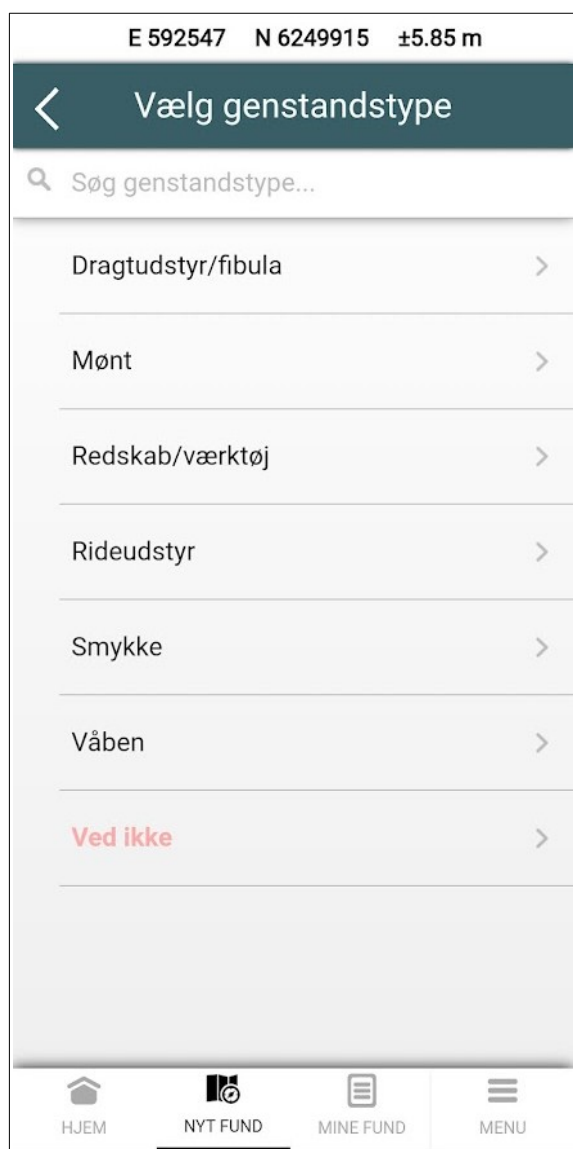 E 592547 N 6249915 ±5.85 m
Vælg genstandstype
Søg genstandstype...
Dragtudstyr/fibula
Mønt
Redskab/værktøj
Rideudstyr
Smykke
Våben
Ved ikke
HJEM NYT FUND MINE FUND MENU